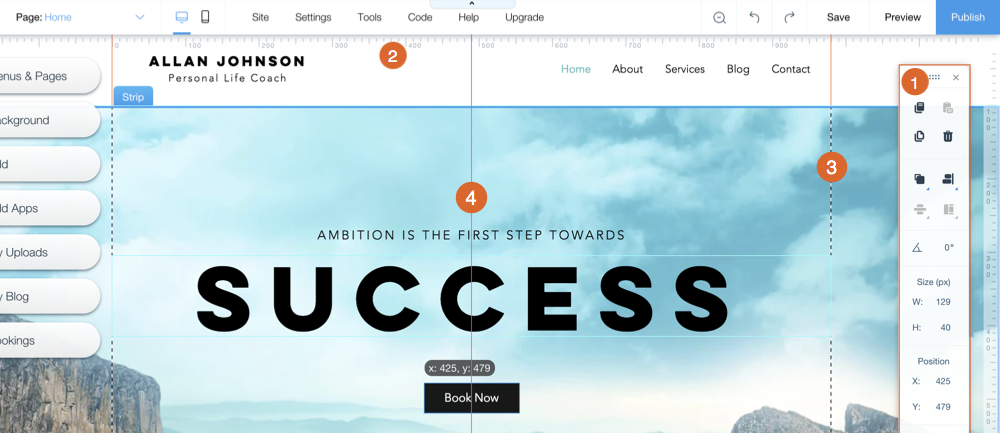 Page: Home Site Settings Tools Code Help Upgrade Save Preview Publish
0 100 200 300 400 500 600 700 800 900
2
ALLAN JOHNSON
Personal Life Coach
Home About Services Blog Contact
1
Strip
enus & Pages
ackground
dd
dd Apps
y Uploads
y Blog
ookings
3
4
AMBITION IS THE FIRST STEP TOWARDS
SUCCESS
x: 425, y: 479
Book Now
0°
Size (px)
W: 129
H: 40
Position
X: 425
Y: 479